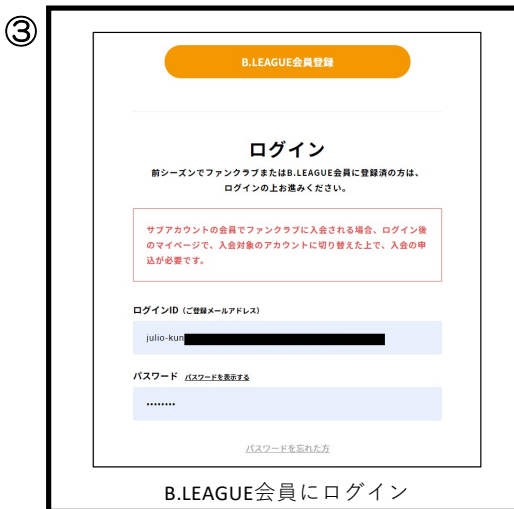 ③
B.LEAGUE会員登録
ログイン
前シーズンでファンクラブまたはB.LEAGUE会員に登録済の方は、
ログインの上お進みください。
サブアカウントの会員でファンクラブに入会される場合、ログイン後
のマイページで、入会対象のアカウントに切り替えた上で、入会の申
込が必要です。
ログインID（ご登録メールアドレス）
julio-kun
パスワード パスワードを表示する
••••••••
パスワードを忘れた方
B.LEAGUE会員にログイン